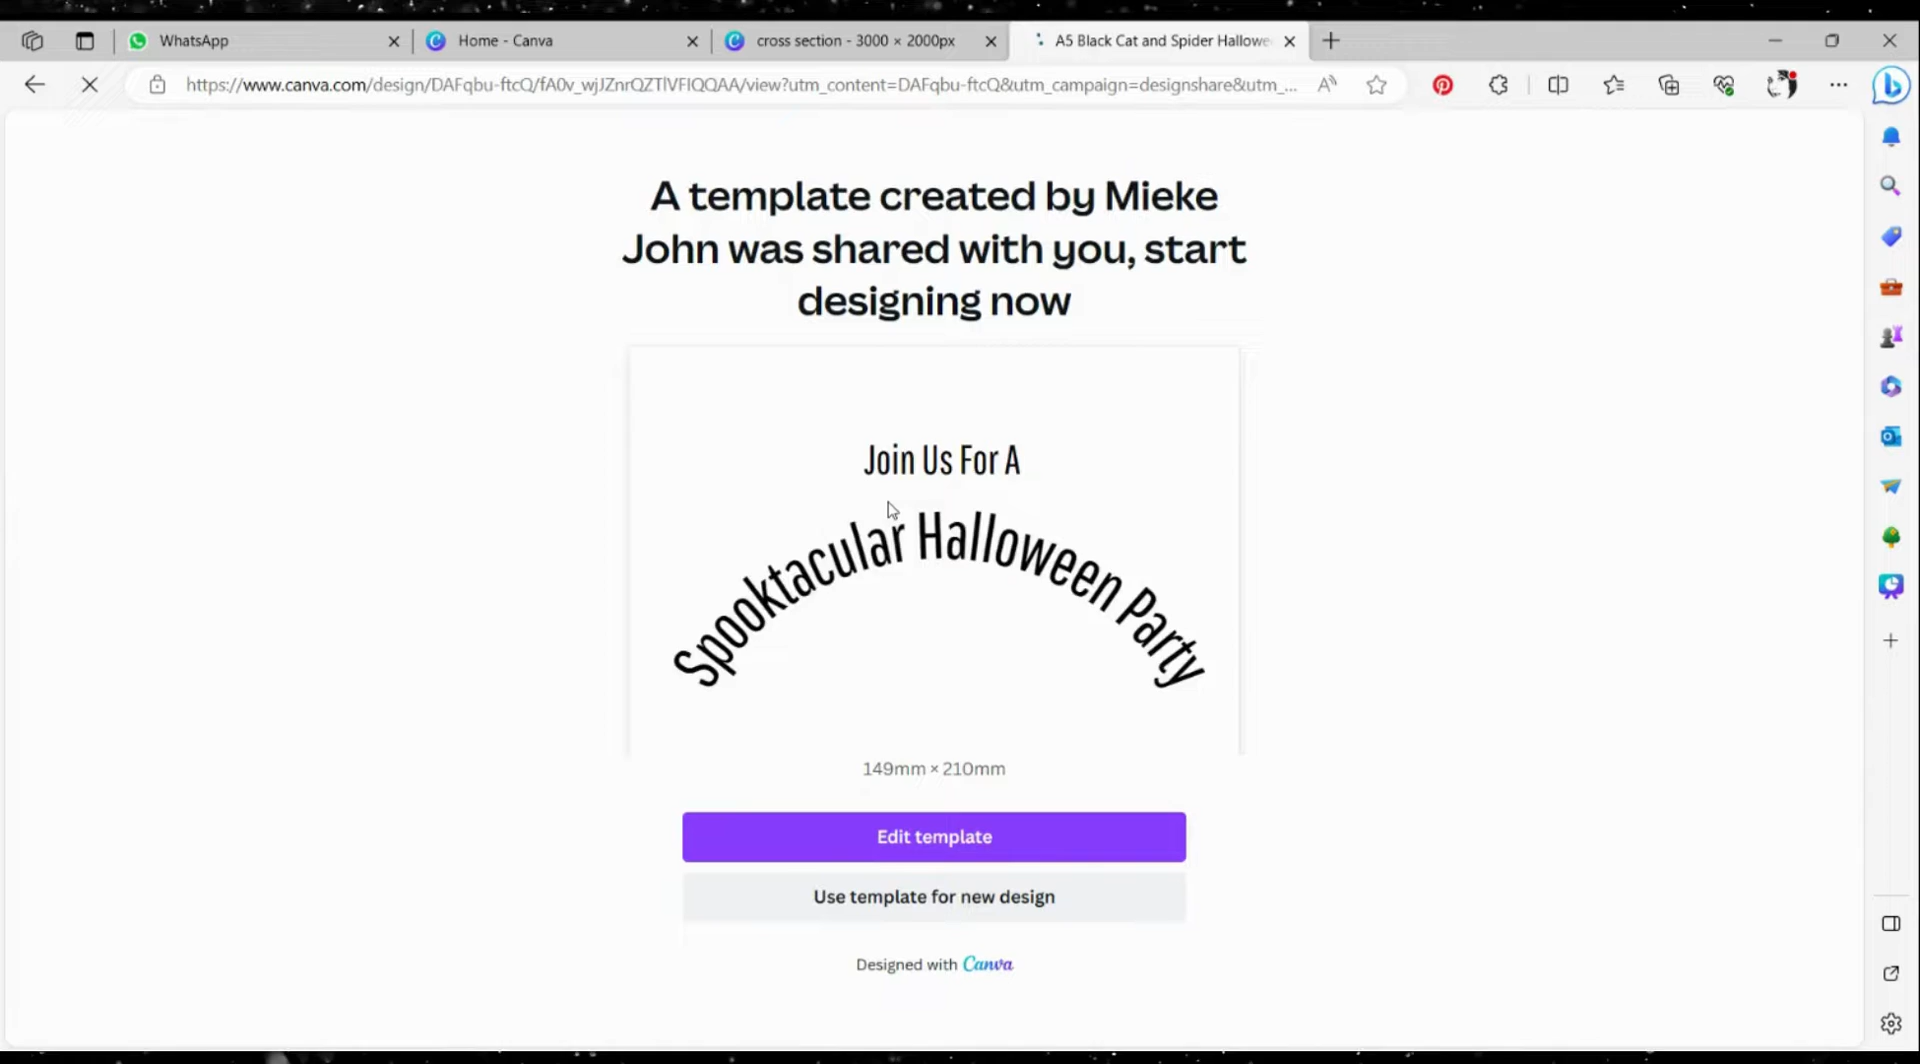 WhatsApp
Home - Canva
cross section - 3000 × 2000px
A5 Black Cat and Spider Hallowe
https://www.canva.com/design/DAFqbu-ftcQ/fA0v_wjJZnrQZTlVFlQQAA/view?utm_content=DAFqbu-ftcQ&utm_campaign=designshare&utm_...
A template created by Mieke
John was shared with you, start
designing now
Join Us For A
Spooktacular Halloween Party
149mm × 210mm
Edit template
Use template for new design
Designed with Canva